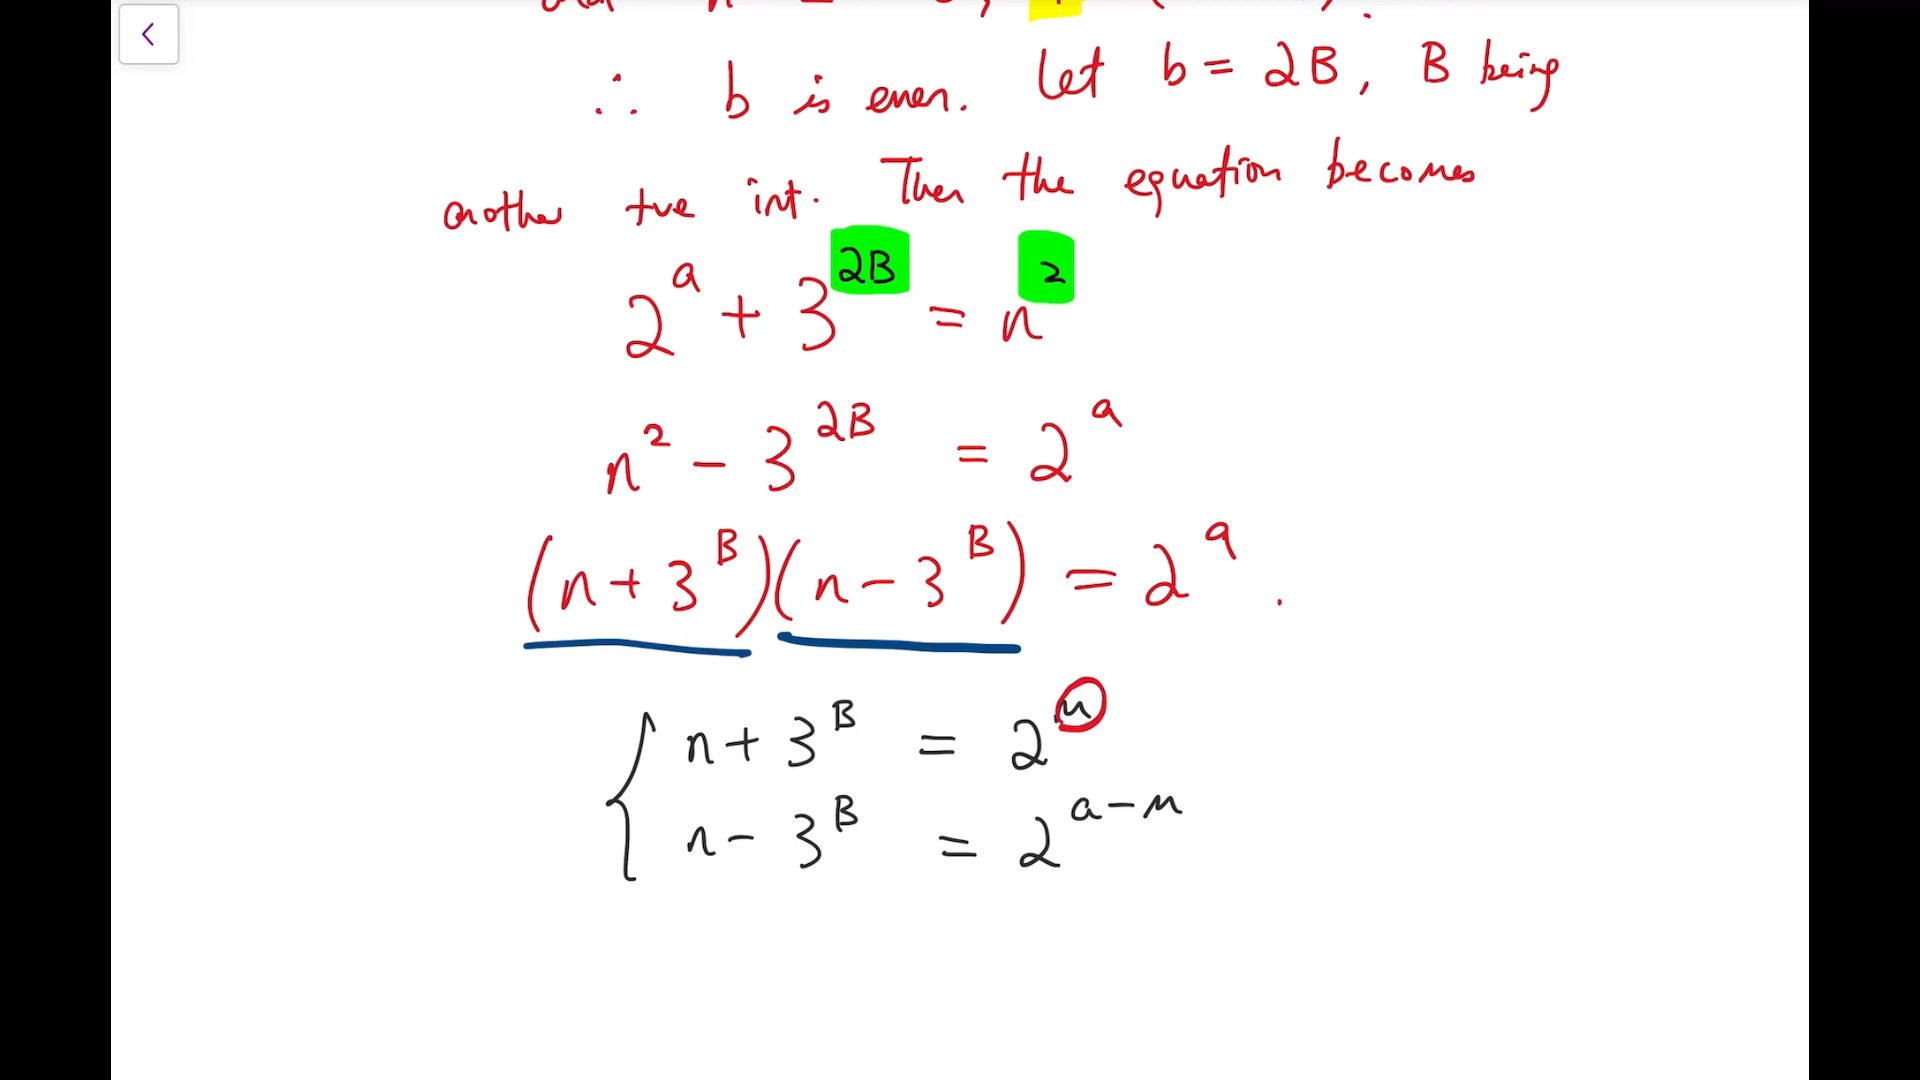 ∴ b is even. Let b = 2B, B being
another +ve int. Then the equation becomes
2^a + 3^{2B} = n^2
n^2 - 3^{2B} = 2^a
(n + 3^B)(n - 3^B) = 2^a.
{ n + 3^B = 2^m
n - 3^B = 2^{a-m}